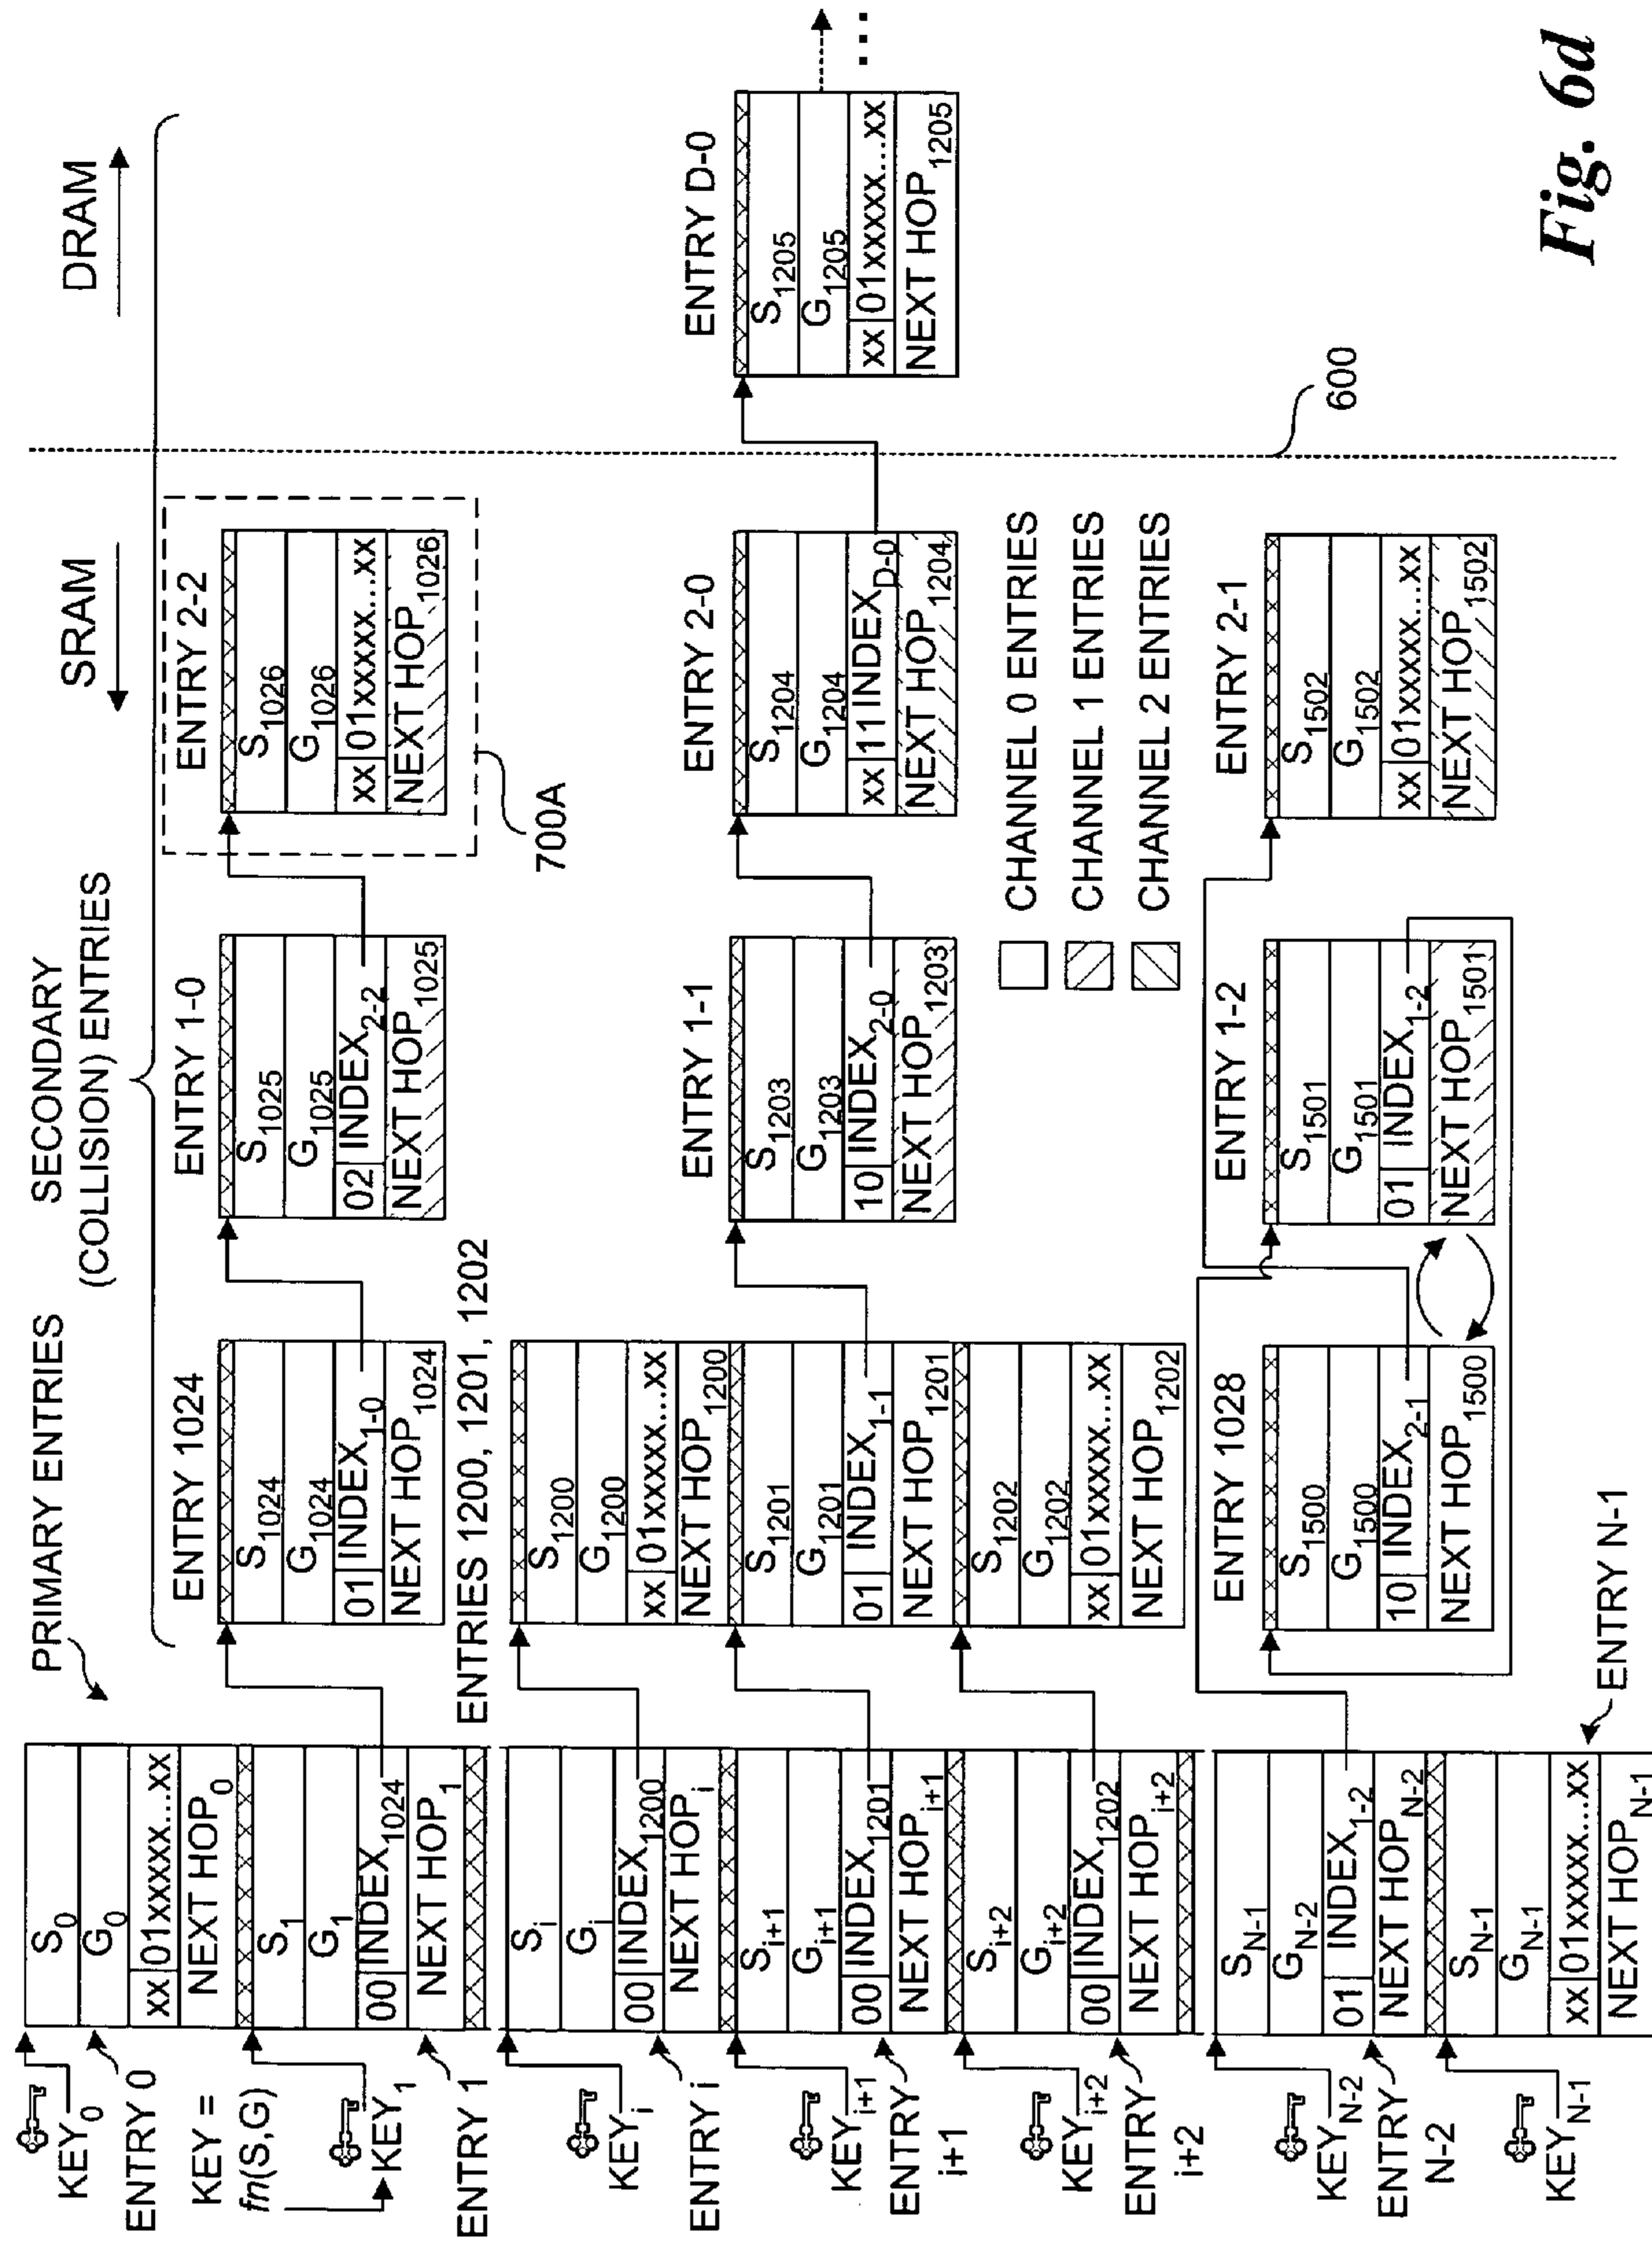 PRIMARY ENTRIES
SECONDARY
(COLLISION) ENTRIES
SRAM
DRAM
KEY0
ENTRY 0
KEY =
fn(S,G)
KEY1
ENTRY 1
KEYi
ENTRY i
KEYi+1
ENTRY
i+1
KEYi+2
ENTRY
i+2
KEYN-2
ENTRY
N-2
KEYN-1
ENTRY N-1
S0
G0
xx 01xxxxx...xx
NEXT HOP0
S1
G1
00 INDEX1024
NEXT HOP1
Si
Gi
00 INDEX1200
NEXT HOPi
Si+1
Gi+1
00 INDEX1201
NEXT HOPi+1
Si+2
Gi+2
00 INDEX1202
NEXT HOPi+2
SN-1
GN-2
01 INDEX1-2
NEXT HOPN-2
SN-1
GN-1
xx 01xxxxx...xx
NEXT HOPN-1
ENTRY 1024
S1024
G1024
01 INDEX1-0
NEXT HOP1024
ENTRIES 1200, 1201, 1202
S1200
G1200
xx 01xxxxx...xx
NEXT HOP1200
S1201
G1201
01 INDEX1-1
NEXT HOP1201
S1202
G1202
xx 01xxxxx...xx
NEXT HOP1202
ENTRY 1028
S1500
G1500
10 INDEX2-1
NEXT HOP1500
ENTRY 1-0
S1025
G1025
02 INDEX2-2
NEXT HOP1025
ENTRY 1-1
S1203
G1203
10 INDEX2-0
NEXT HOP1203
ENTRY 1-2
S1501
G1501
01 INDEX1-2
NEXT HOP1501
ENTRY 2-2
S1026
G1026
xx 01xxxxx...xx
NEXT HOP1026
700A
ENTRY 2-0
S1204
G1204
xx 11INDEXD-0
NEXT HOP1204
CHANNEL 0 ENTRIES
CHANNEL 1 ENTRIES
CHANNEL 2 ENTRIES
ENTRY 2-1
S1502
G1502
xx 01xxxxx...xx
NEXT HOP1502
ENTRY D-0
S1205
G1205
xx 01xxxxx...xx
NEXT HOP1205
...
600
Fig. 6d